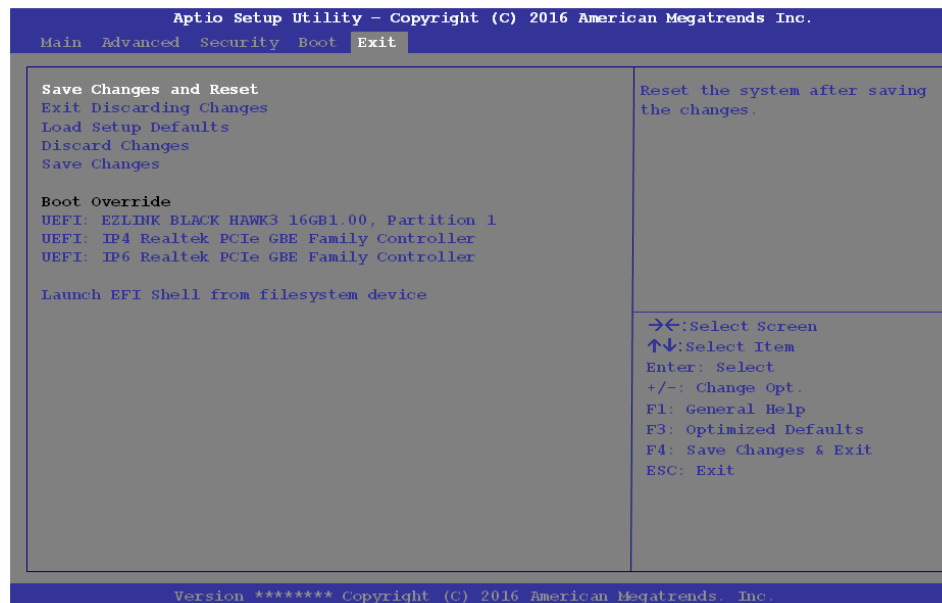 Aptio Setup Utility – Copyright (C) 2016 American Megatrends Inc.
Main Advanced Security Boot Exit
Save Changes and Reset
Exit Discarding Changes
Load Setup Defaults
Discard Changes
Save Changes
Boot Override
UEFI: EZLINK BLACK HAWK3 16GB1.00, Partition 1
UEFI: IP4 Realtek PCIe GBE Family Controller
UEFI: IP6 Realtek PCIe GBE Family Controller
Launch EFI Shell from filesystem device
Reset the system after saving
the changes.
→←:Select Screen
↑↓:Select Item
Enter: Select
+/-: Change Opt.
F1: General Help
F3: Optimized Defaults
F4: Save Changes & Exit
ESC: Exit
Version ******** Copyright (C) 2016 American Megatrends. Inc.